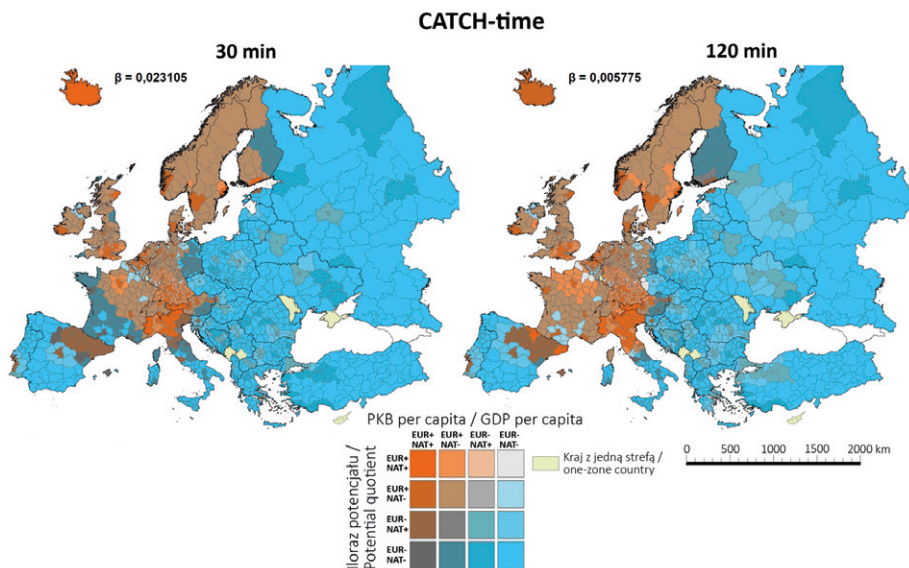 CATCH-time
30 min
120 min
β = 0,023105
β = 0,005775
PKB per capita / GDP per capita
EUR+ EUR+ EUR- EUR-
NAT+ NAT- NAT+ NAT-
Iloraz potencjału /
Potential quotient
EUR+
NAT+
EUR+
NAT-
EUR-
NAT+
EUR-
NAT-
Kraj z jedną strefą /
one-zone country
0 500 1000 1500 2000 km